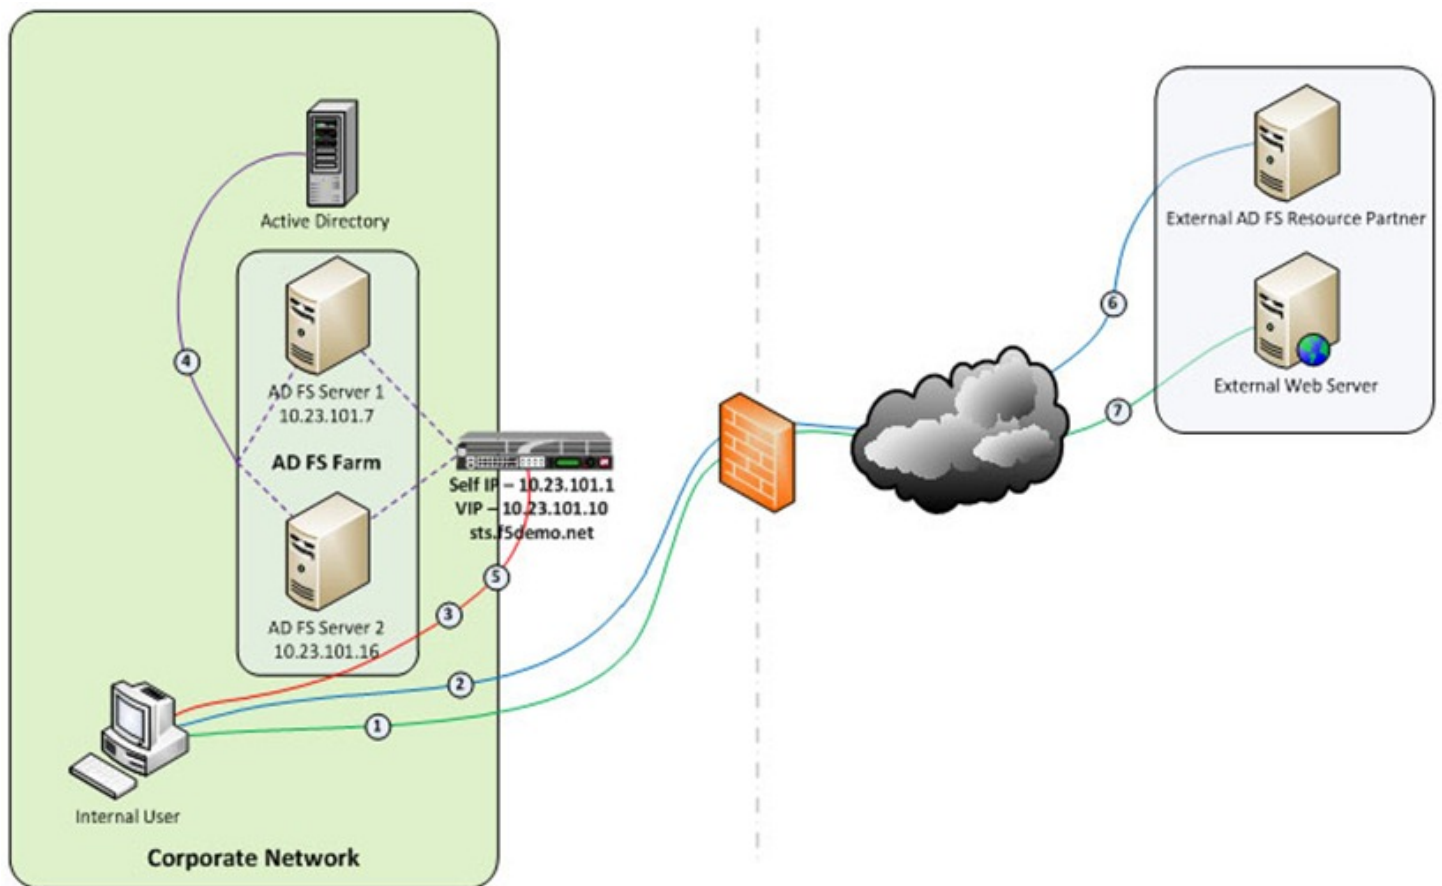 Active Directory
External AD FS Resource Partner
6
4
AD FS Server 1
10.23.101.7
External Web Server
7
AD FS Farm
Self IP – 10.23.101.1
VIP – 10.23.101.10
sts.f5demo.net
5
3
AD FS Server 2
10.23.101.16
2
1
Internal User
Corporate Network